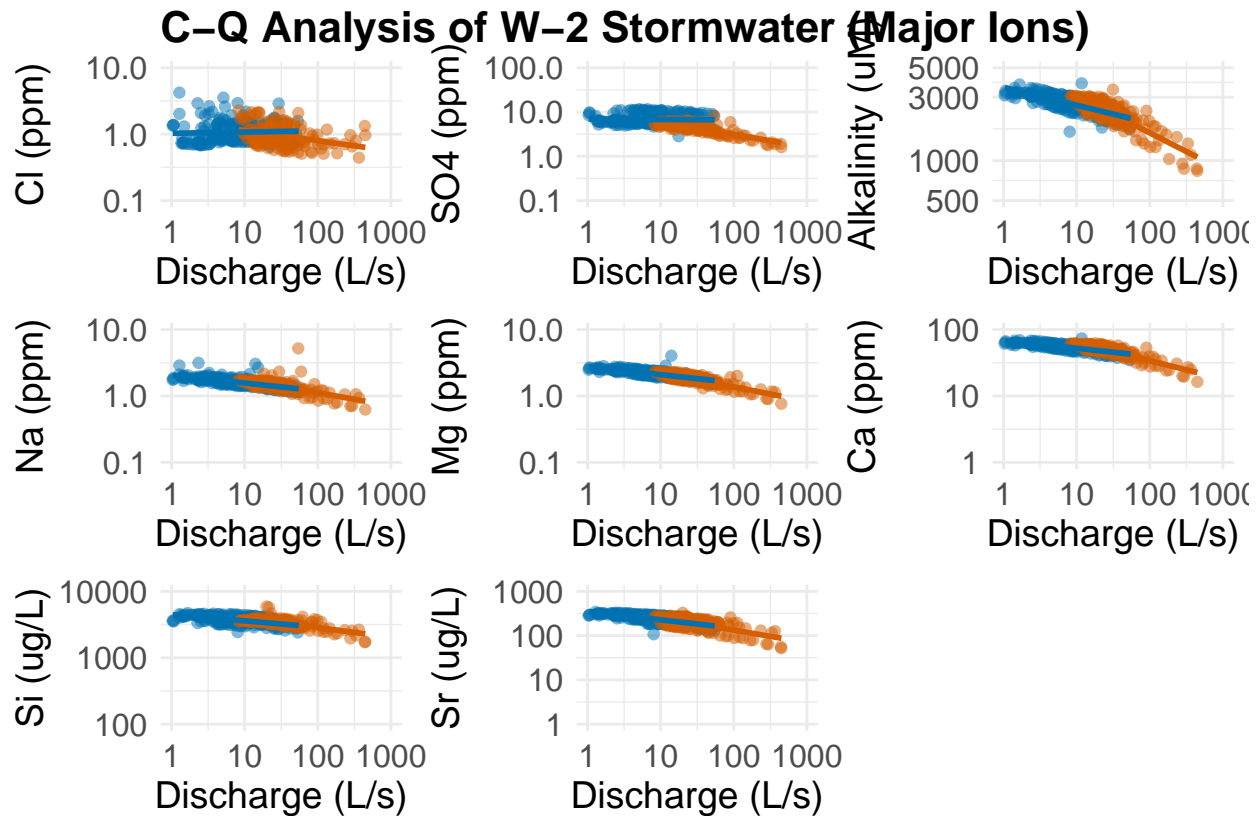 C−Q Analysis of W−2 Stormwater (Major Ions)
Cl (ppm)
10.0
1.0
0.1
1 10 100 1000
Discharge (L/s)
SO4 (ppm)
100.0
10.0
1.0
0.1
1 10 100 1000
Discharge (L/s)
Alkalinity (uM)
5000
3000
1000
500
1 10 100 1000
Discharge (L/s)
Na (ppm)
10.0
1.0
0.1
1 10 100 1000
Discharge (L/s)
Mg (ppm)
10.0
1.0
0.1
1 10 100 1000
Discharge (L/s)
Ca (ppm)
100
10
1
1 10 100 1000
Discharge (L/s)
Si (ug/L)
10000
1000
100
1 10 100 1000
Discharge (L/s)
Sr (ug/L)
1000
100
10
1
1 10 100 1000
Discharge (L/s)